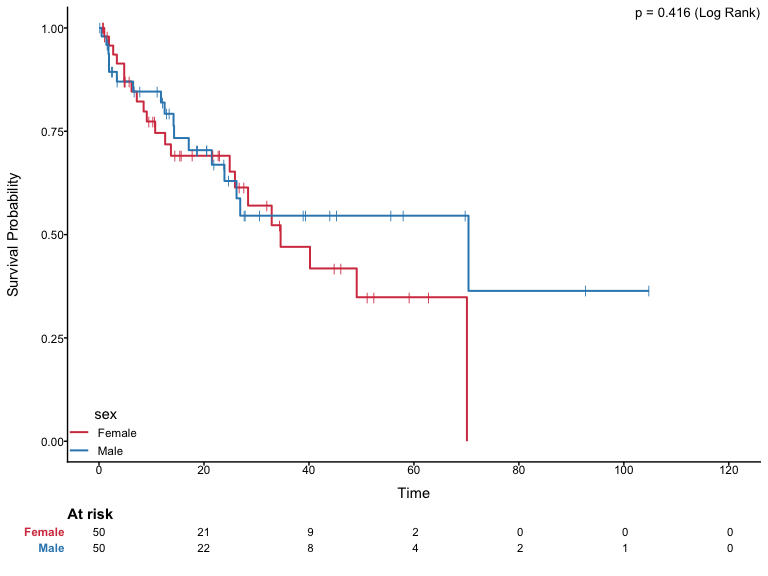 p = 0.416 (Log Rank)
1.00
0.75
0.50
0.25
0.00
Survival Probability
sex
Female
Male
0 20 40 60 80 100 120
Time
At risk
Female 50 21 9 2 0 0 0
Male 50 22 8 4 2 1 0